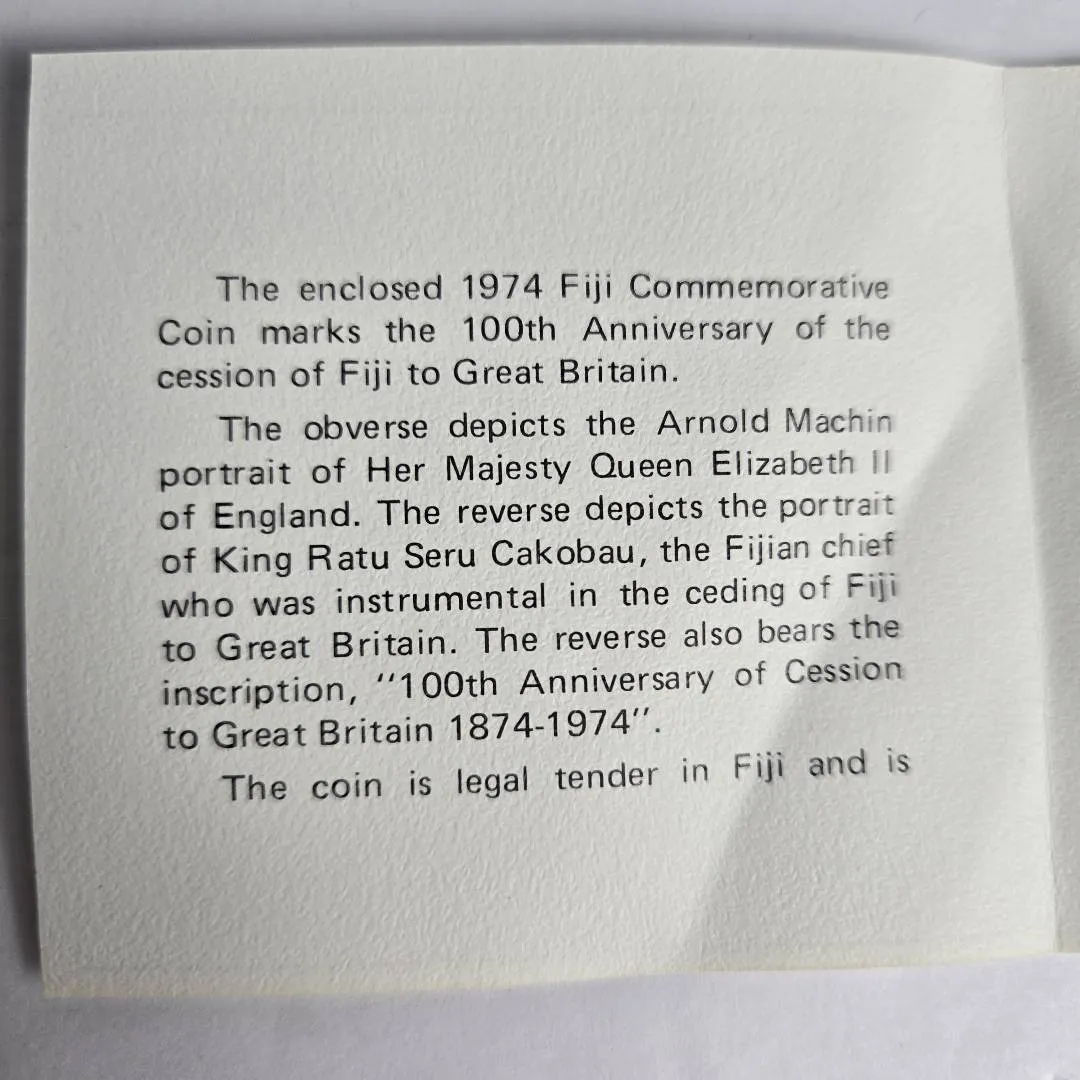 The enclosed 1974 Fiji Commemorative
Coin marks the 100th Anniversary of the
cession of Fiji to Great Britain.
The obverse depicts the Arnold Machin
portrait of Her Majesty Queen Elizabeth II
of England. The reverse depicts the portrait
of King Ratu Seru Cakobau, the Fijian chief
who was instrumental in the ceding of Fiji
to Great Britain. The reverse also bears the
inscription, ‘‘100th Anniversary of Cession
to Great Britain 1874-1974’’.
The coin is legal tender in Fiji and is